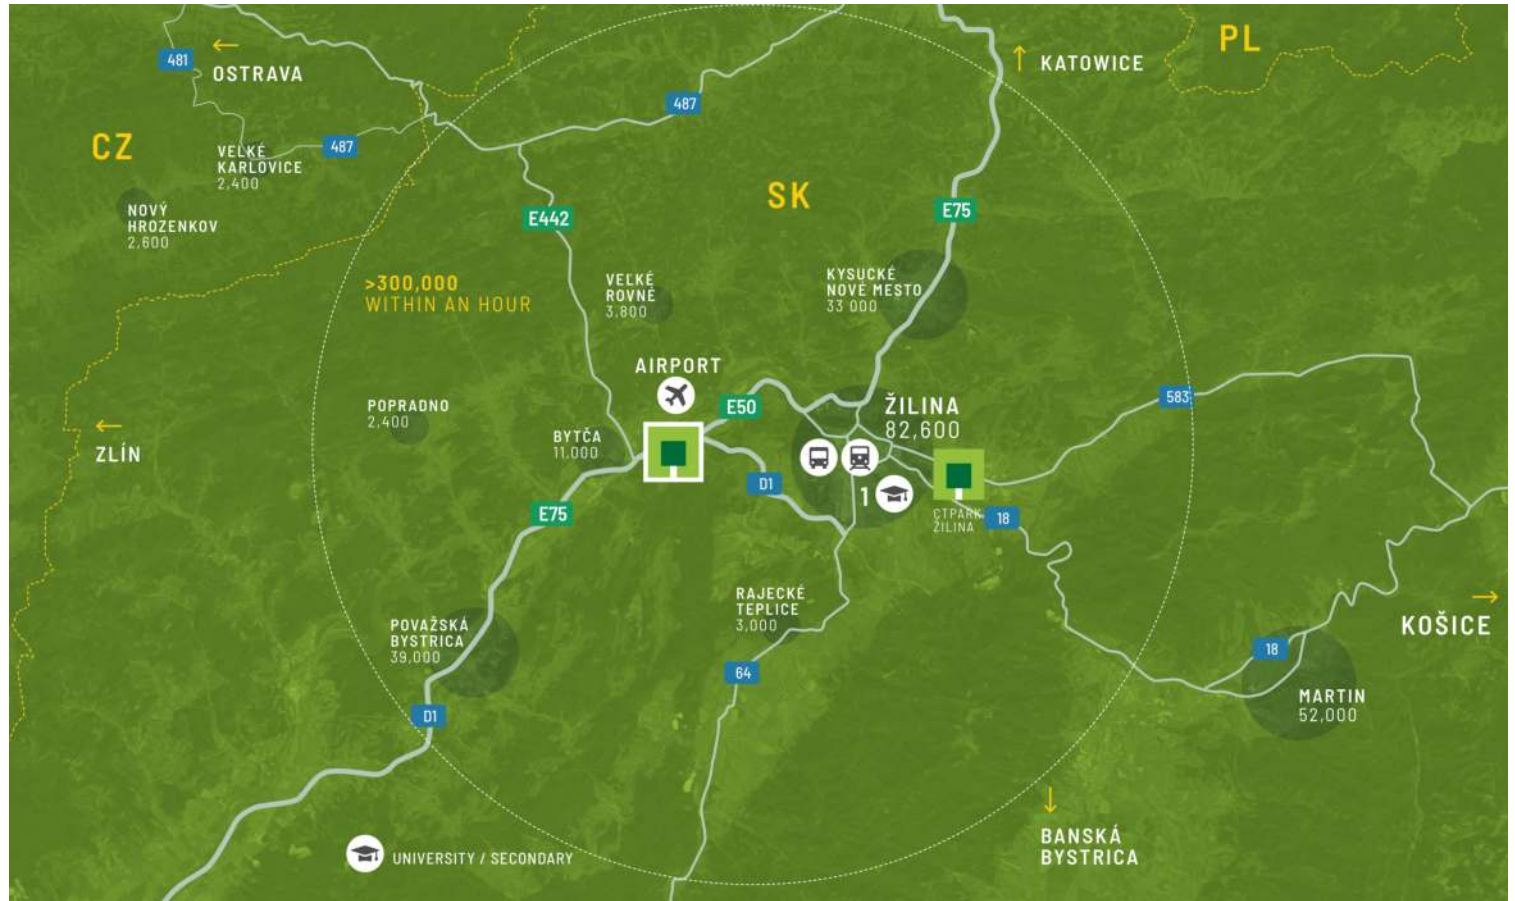 481
←
OSTRAVA
CZ
VELKÉ
KARLOVICE
2,400
487
NOVÝ
HROZENKOV
2,600
487
↑
KATOWICE
PL
SK
E442
E75
>300,000
WITHIN AN HOUR
VEĽKÉ
ROVNÉ
3.800
KYSUCKÉ
NOVÉ MESTO
33 000
AIRPORT
E50
ŽILINA
82,600
583
POPRADNO
2,400
BYTČA
11.000
←
ZLÍN
D1
1
CTPARK
ŽILINA
18
E75
RAJECKÉ
TEPLICE
3,000
→
KOŠICE
POVAŽSKÁ
BYSTRICA
39,000
64
18
MARTIN
52,000
D1
↓
BANSKÁ
BYSTRICA
UNIVERSITY / SECONDARY